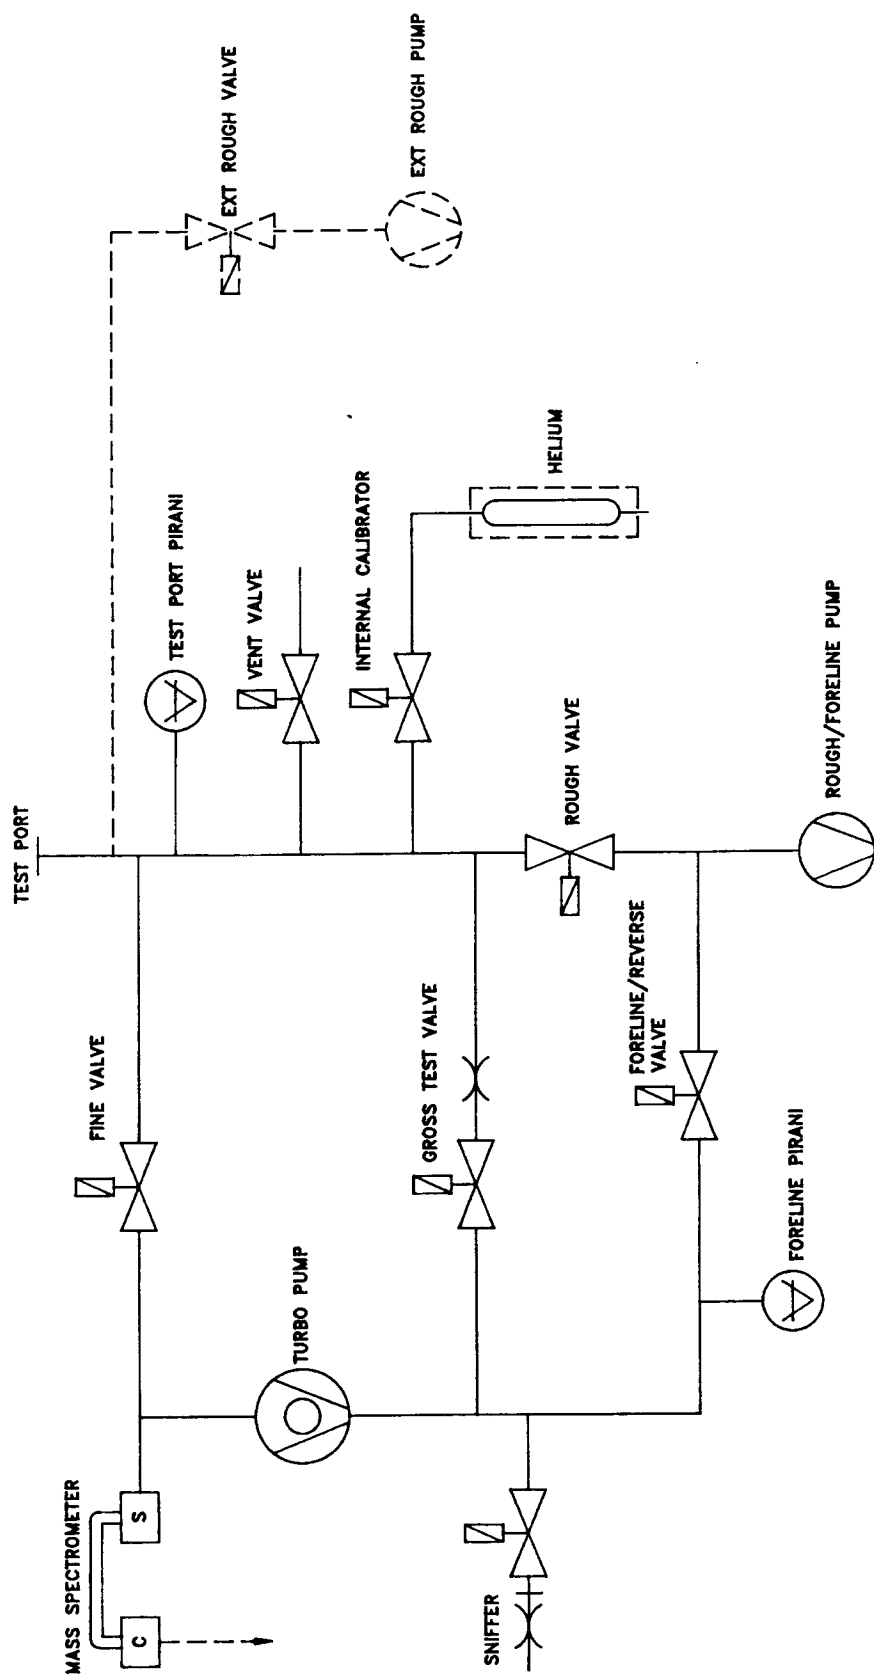 MASS SPECTROMETER
C
S
FINE VALVE
TEST PORT
TURBO PUMP
TEST PORT PIRANI
EXT ROUGH VALVE
VENT VALVE
INTERNAL CALIBRATOR
GROSS TEST VALVE
EXT ROUGH PUMP
SNIFFER
HELIUM
ROUGH VALVE
FORELINE/REVERSE
VALVE
FORELINE PIRANI
ROUGH/FORELINE PUMP